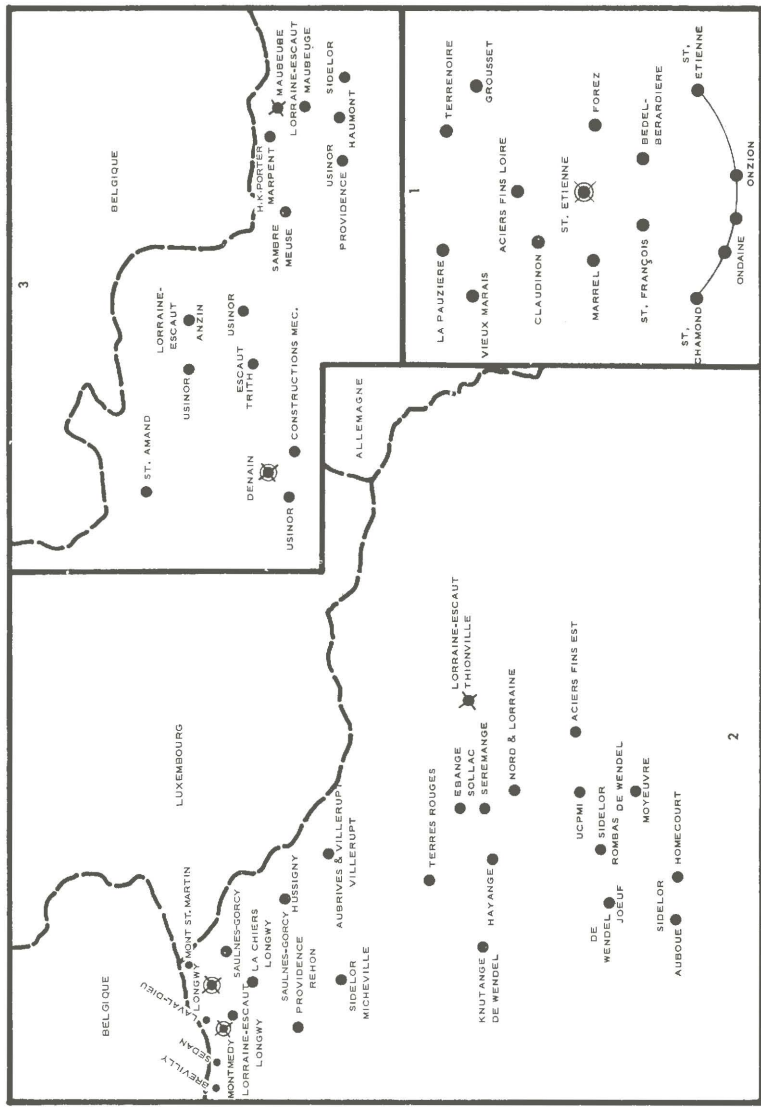 3
BELGIQUE
ST. AMAND
LORRAINE-
ESCAUT
USINOR
ANZIN
USINOR
ESCAUT
TRITH
DENAIN
USINOR
CONSTRUCTIONS MEC.
H.K.PORTER
MARPENT
SAMBRE
MEUSE
MAUBEUBE
LORRAINE-ESCAUT
MAUBEUGE
USINOR
PROVIDENCE
SIDELOR
HAUMONT
1
LA PAUZIERE
TERRENOIRE
VIEUX MARAIS
GROUSSET
ACIERS FINS LOIRE
CLAUDINON
ST. ETIENNE
MARREL
FOREZ
ST. FRANÇOIS
BEDEL-
BERARDIERE
ST.
CHAMOND
ST.
ETIENNE
ONDAINE
ONZION
BELGIQUE
LUXEMBOURG
ALLEMAGNE
BREVILLY
SEDAN
LAVAL-DIEU
LONGWY
MONT ST. MARTIN
MONTMEDY
LORRAINE-ESCAUT
LONGWY
SAULNES-GORCY
LA CHIERS
LONGWY
SAULNES-GORCY
HUSSIGNY
PROVIDENCE
REHON
SIDELOR
MICHEVILLE
AUBRIVES & VILLERUPT
VILLERUPT
TERRES ROUGES
EBANGE
SOLLAC
SEREMANGE
LORRAINE-ESCAUT
THIONVILLE
KNUTANGE
DE WENDEL
HAYANGE
NORD & LORRAINE
ACIERS FINS EST
UCPMI
SIDELOR
ROMBAS
DE WENDEL
MOYEUVRE
DE
WENDEL
JOEUF
SIDELOR
AUBOUE
HOMECOURT
2